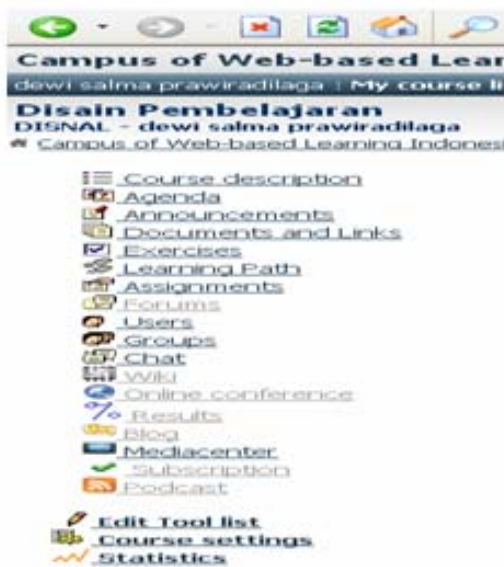 Campus of Web-based Lear
dewi salma prawiradilaga : My course li
Disain Pembelajaran
DISNAL - dewi salma prawiradilaga
Campus of Web-based Learning Indonesi
Course description
Agenda
Announcements
Documents and Links
Exercises
Learning Path
Assignments
Forums
Users
Groups
Chat
Wiki
Online conference
Results
Blog
Mediacenter
Subscription
Podcast
Edit Tool list
Course settings
Statistics